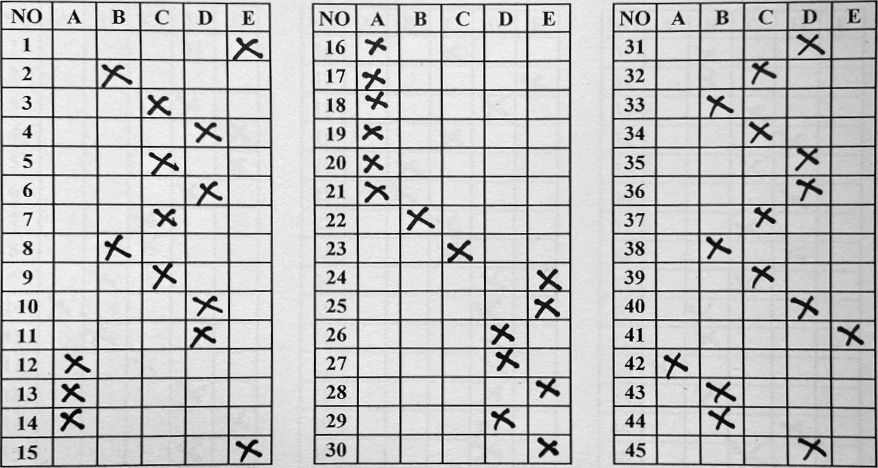 NO A B C D E
1 X
2 X
3 X
4 X
5 X
6 X
7 X
8 X
9 X
10 X
11 X
12 X
13 X
14 X
15 X
NO A B C D E
16 X
17 X
18 X
19 X
20 X
21 X
22 X
23 X
24 X
25 X
26 X
27 X
28 X
29 X
30 X
NO A B C D E
31 X
32 X
33 X
34 X
35 X
36 X
37 X
38 X
39 X
40 X
41 X
42 X
43 X
44 X
45 X